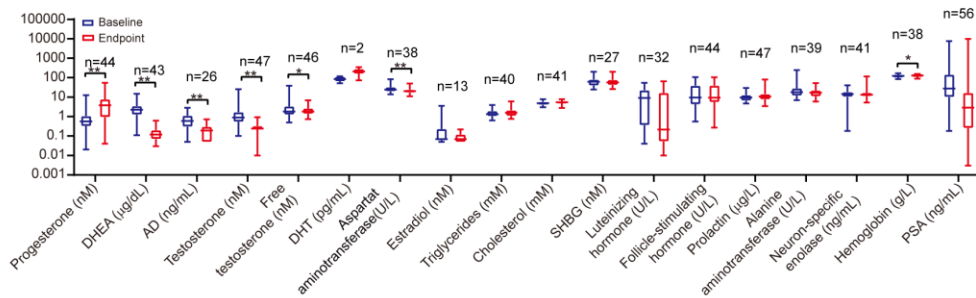 100000
10000
1000
100
10
1
0.1
0.01
0.001
Baseline
Endpoint
n=44
**
n=43
**
n=26
**
n=47
**
n=46
*
n=2
n=38
**
n=13
n=40
n=41
n=27
n=32
n=44
n=47
n=39
n=41
n=38
*
n=56
Progesterone (nM)
DHEA (ug/dL)
AD (ng/mL)
Testosterone (nM)
Free
testosterone (nM)
DHT (pg/mL)
Aspartat
aminotransferase(U/L)
Estradiol (nM)
Triglycerides (mM)
Cholesterol (mM)
SHBG (nM)
Luteinizing
hormone (U/L)
Follicle-stimulating
hormone (U/L)
Prolactin (ug/L)
Alanine
aminotransferase (U/L)
Neuron-specific
enolase (ng/mL)
Hemoglobin (g/L)
PSA (ng/mL)